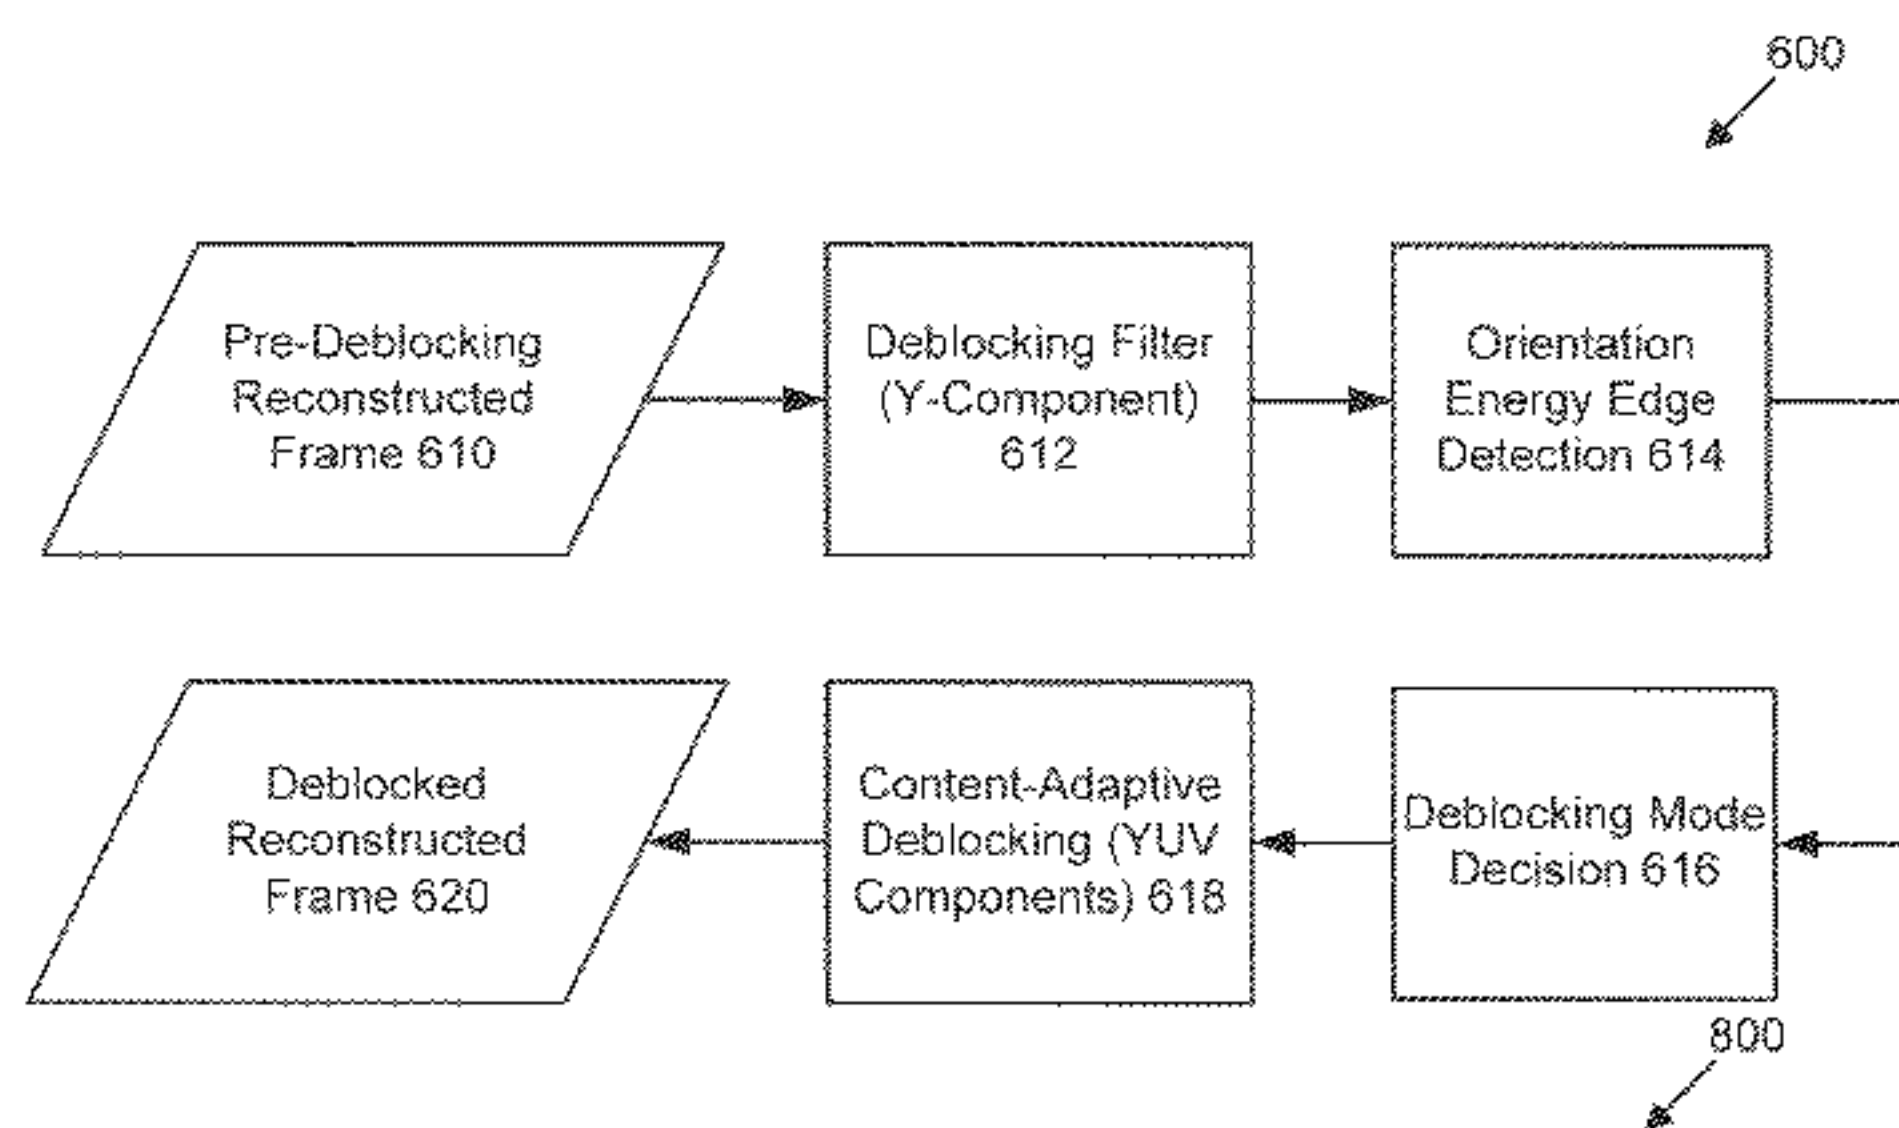 600
Pre-Deblocking
Reconstructed
Frame 610
Deblocking Filter
(Y-Component)
612
Orientation
Energy Edge
Detection 614
Deblocked
Reconstructed
Frame 620
Content-Adaptive
Deblocking (YUV
Components) 618
Deblocking Mode
Decision 616
800